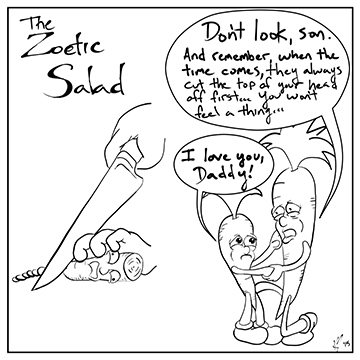 The
Zoetic
Salad
Don't look, son.
And remember, when the
time comes, they always
cut the top of your head
off first... you won't
feel a thing...
I love you,
Daddy!